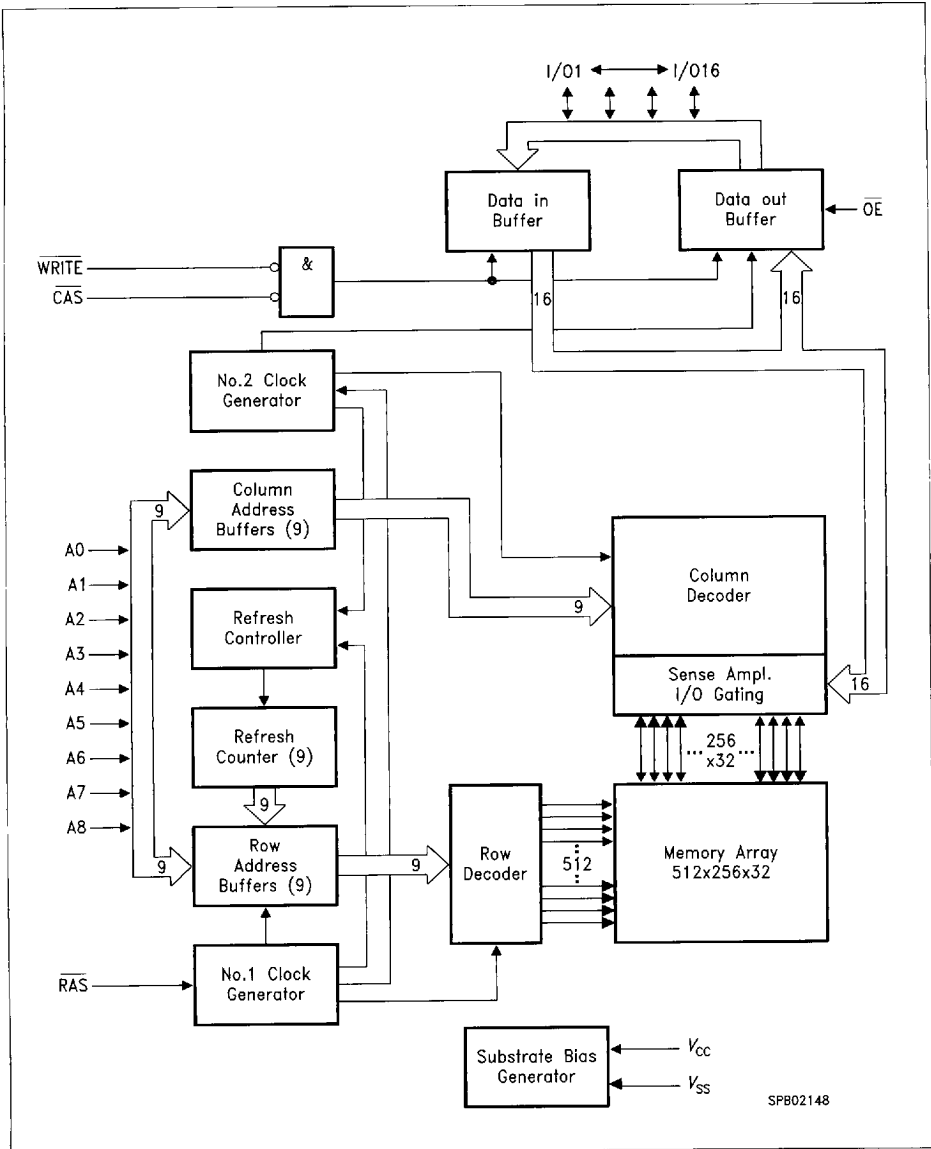 I/O1 I/O16
Data in
Buffer
Data out
Buffer
OE
WRITE
CAS
&
16
16
No.2 Clock
Generator
Column
Address
Buffers (9)
9
A0
A1
A2
A3
A4
A5
A6
A7
A8
Refresh
Controller
Refresh
Counter (9)
9
9
Row
Address
Buffers (9)
9
Row
Decoder
9
Column
Decoder
Sense Ampl.
I/O Gating
16
... 256 ...
x32
... 512 ...
Memory Array
512x256x32
RAS
No.1 Clock
Generator
Substrate Bias
Generator
VCC
VSS
SPB02148